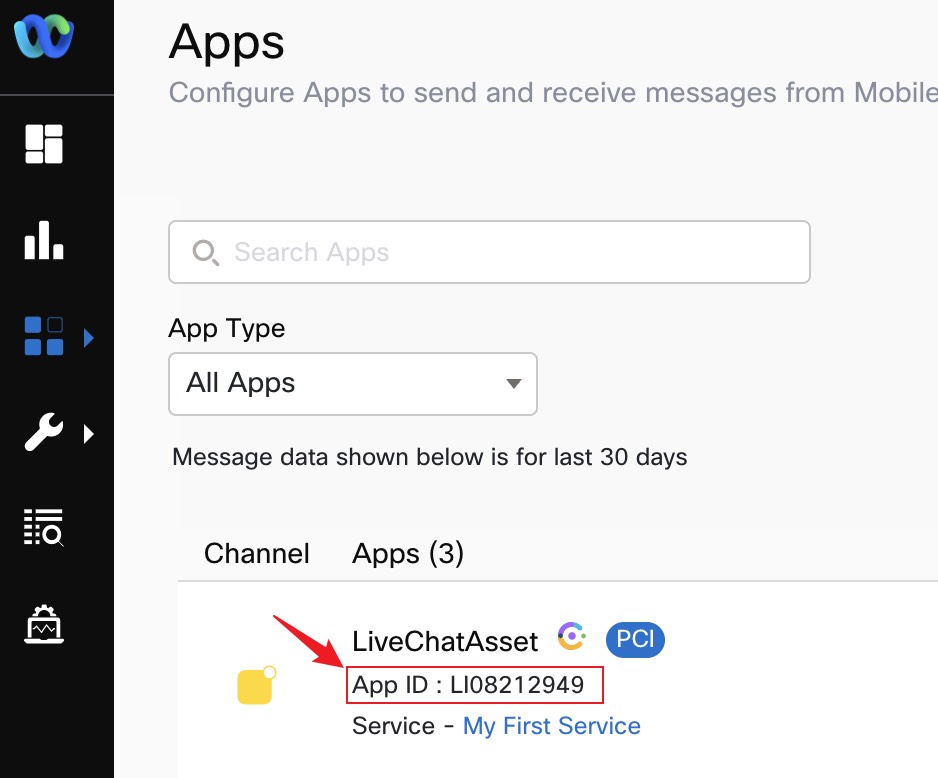 Apps
Configure Apps to send and receive messages from Mobile
Search Apps
App Type
All Apps
Message data shown below is for last 30 days
Channel Apps (3)
LiveChatAsset PCI
App ID : LI08212949
Service - My First Service